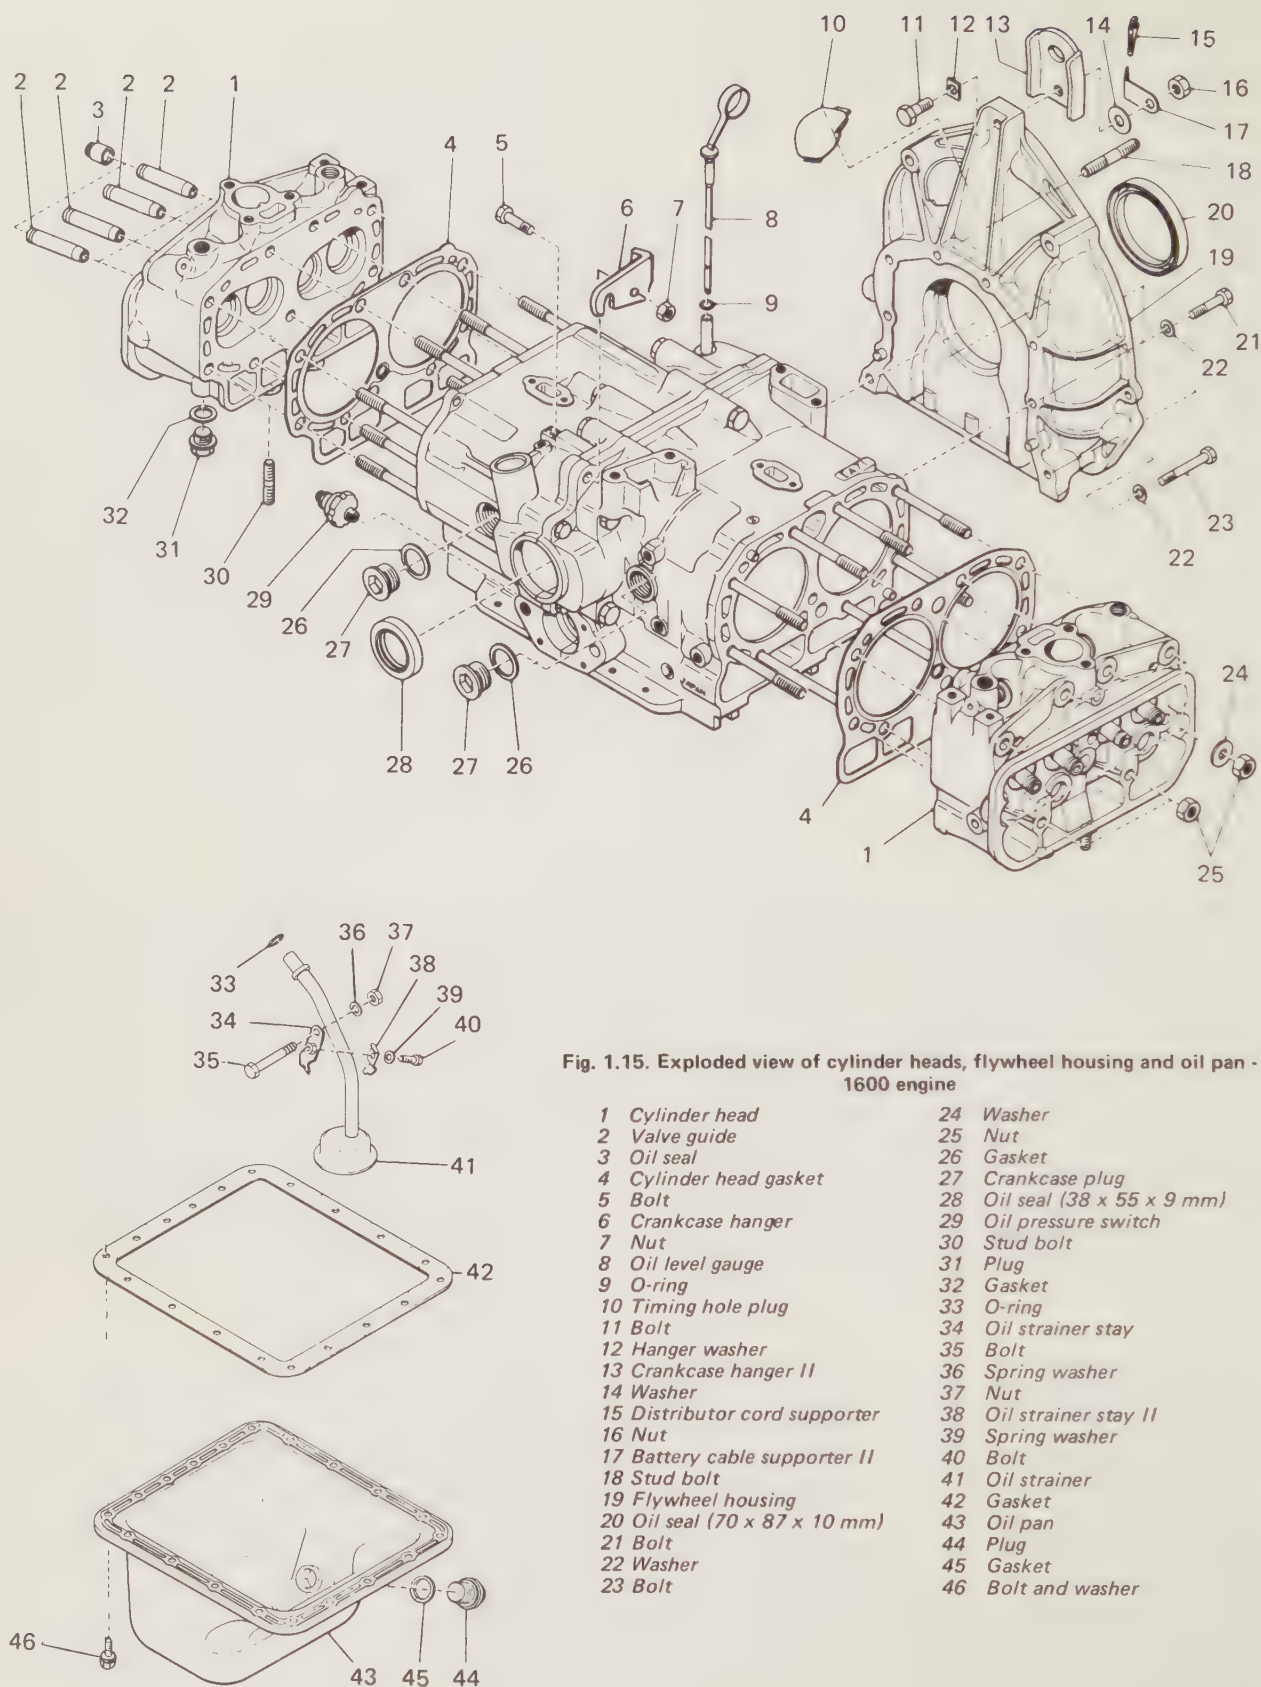 10
11
12
13
14
15
2
2
2
2
1
3
4
5
16
17
6
7
8
18
2
20
9
19
21
22
32
31
30
29
26
27
28
27
26
JAPAN
23
22
24
4
1
25
33
36
37
38
34
39
40
35
41
42
46
43
45
44
Fig. 1.15. Exploded view of cylinder heads, flywheel housing and oil pan -
1600 engine
1 Cylinder head
2 Valve guide
3 Oil seal
4 Cylinder head gasket
5 Bolt
6 Crankcase hanger
7 Nut
8 Oil level gauge
9 O-ring
10 Timing hole plug
11 Bolt
12 Hanger washer
13 Crankcase hanger II
14 Washer
15 Distributor cord supporter
16 Nut
17 Battery cable supporter II
18 Stud bolt
19 Flywheel housing
20 Oil seal (70 x 87 x 10 mm)
21 Bolt
22 Washer
23 Bolt
24 Washer
25 Nut
26 Gasket
27 Crankcase plug
28 Oil seal (38 x 55 x 9 mm)
29 Oil pressure switch
30 Stud bolt
31 Plug
32 Gasket
33 O-ring
34 Oil strainer stay
35 Bolt
36 Spring washer
37 Nut
38 Oil strainer stay II
39 Spring washer
40 Bolt
41 Oil strainer
42 Gasket
43 Oil pan
44 Plug
45 Gasket
46 Bolt and washer